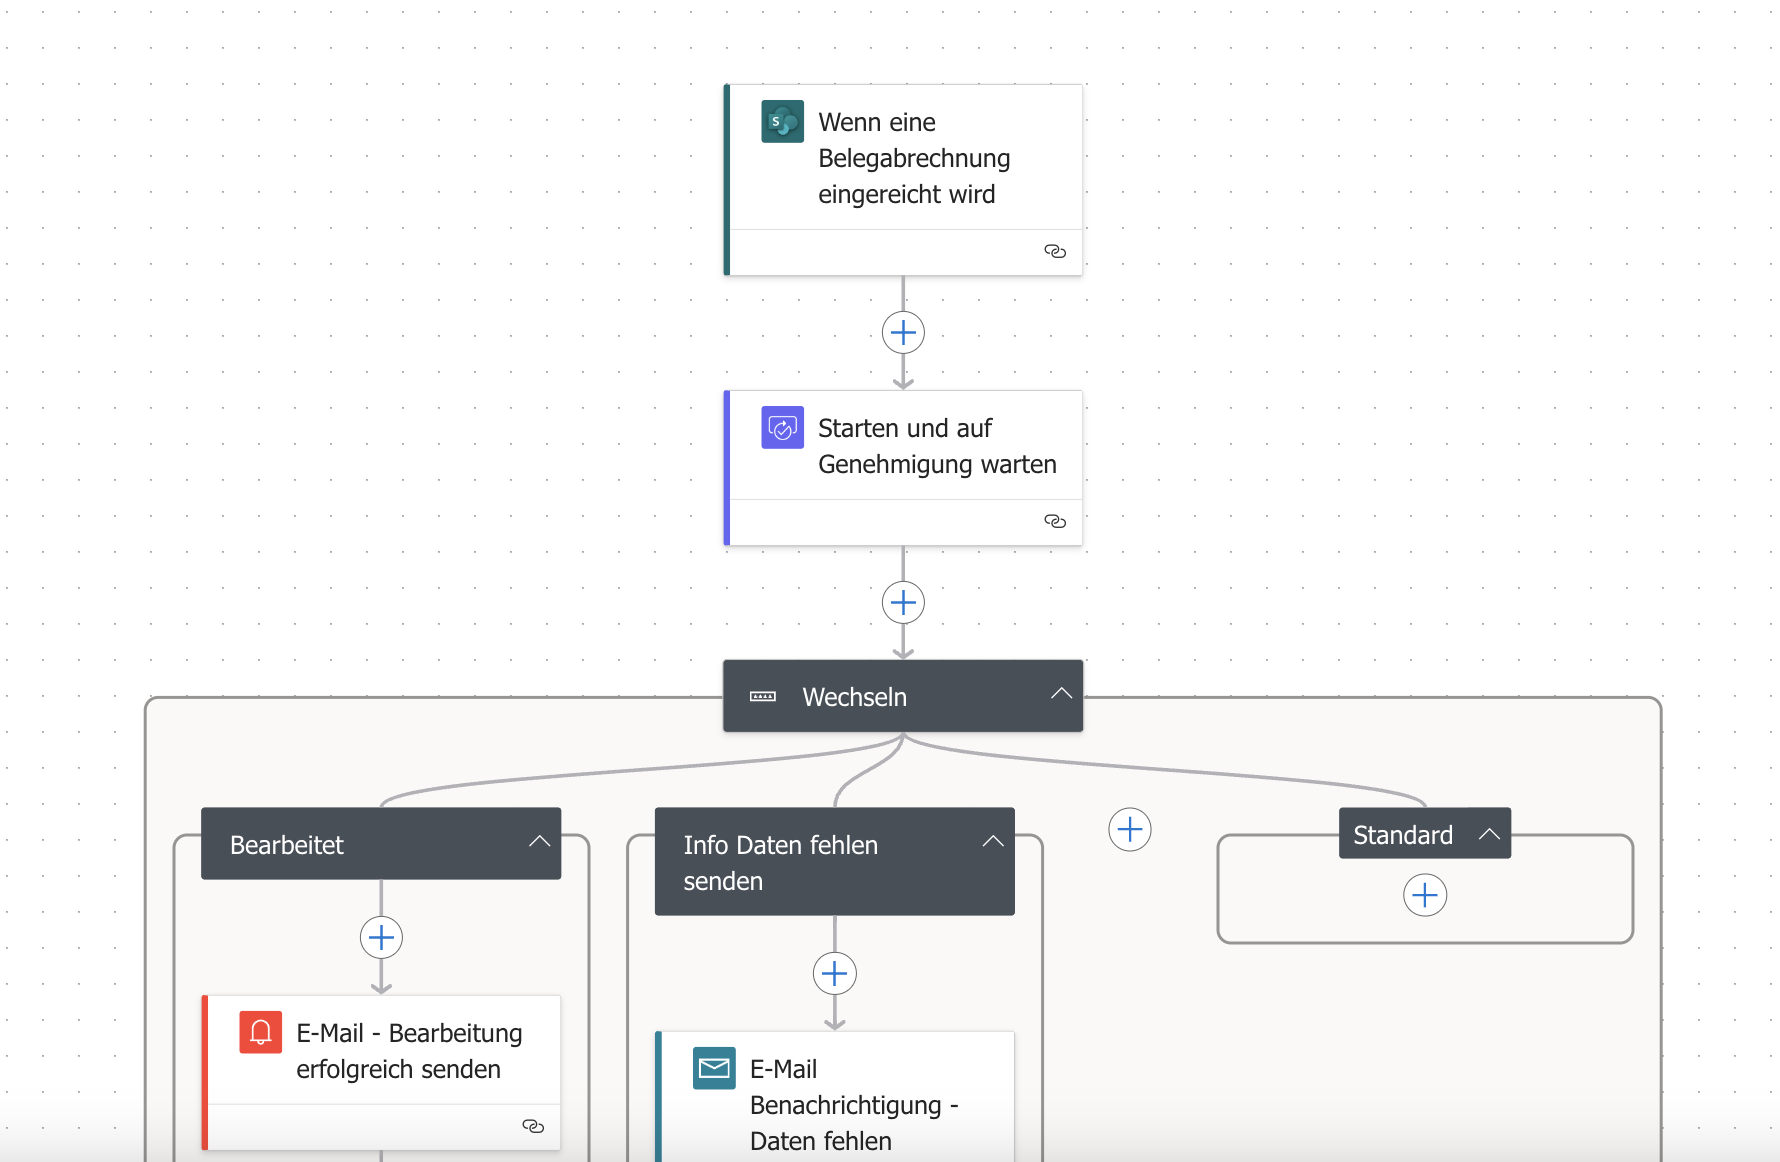 Wenn eine
Belegabrechnung
eingereicht wird
Starten und auf
Genehmigung warten
Wechseln
Bearbeitet
Info Daten fehlen
senden
Standard
E-Mail - Bearbeitung
erfolgreich senden
E-Mail
Benachrichtigung -
Daten fehlen